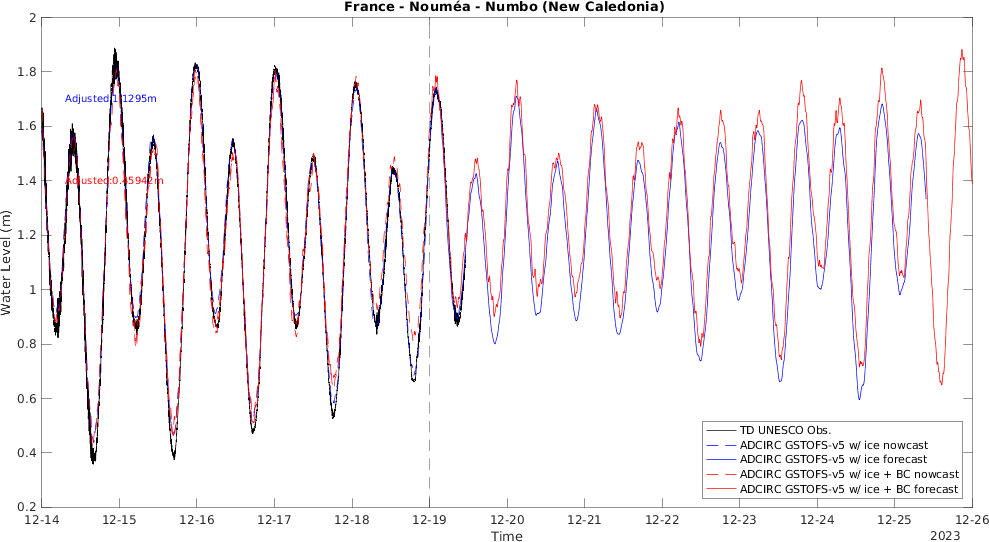 France - Nouméa - Numbo (New Caledonia)
2
1.8
1.6
1.4
1.2
1
0.8
0.6
0.4
0.2
Water Level (m)
Adjusted:1.1295m
Adjusted:0.45942m
TD UNESCO Obs.
ADCIRC GSTOFS-v5 w/ ice nowcast
ADCIRC GSTOFS-v5 w/ ice forecast
ADCIRC GSTOFS-v5 w/ ice + BC nowcast
ADCIRC GSTOFS-v5 w/ ice + BC forecast
12-14 12-15 12-16 12-17 12-18 12-19 12-20 12-21 12-22 12-23 12-24 12-25 12-26
Time
2023